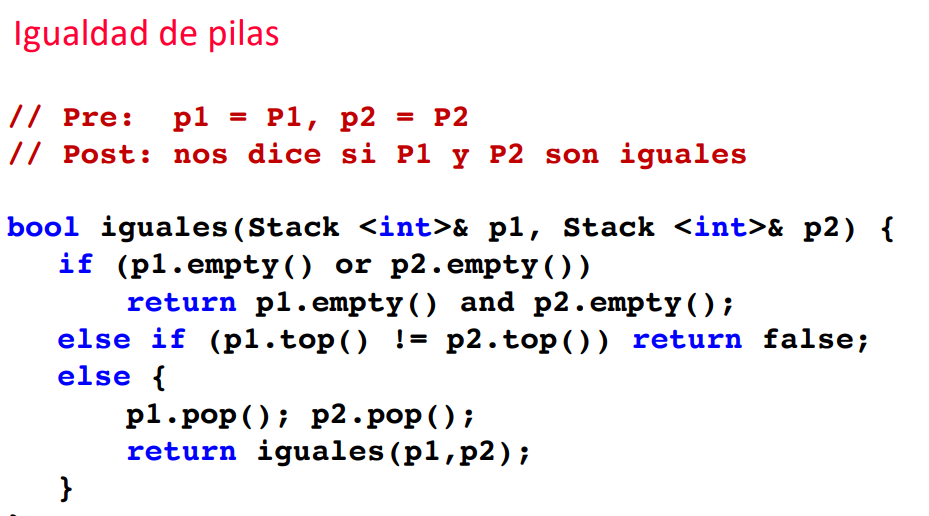 Igualdad de pilas
// Pre:  p1 = P1, p2 = P2
// Post: nos dice si P1 y P2 son iguales
bool iguales(Stack <int>& p1, Stack <int>& p2) {
if (p1.empty() or p2.empty())
return p1.empty() and p2.empty();
else if (p1.top() != p2.top()) return false;
else {
p1.pop(); p2.pop();
return iguales(p1,p2);
}